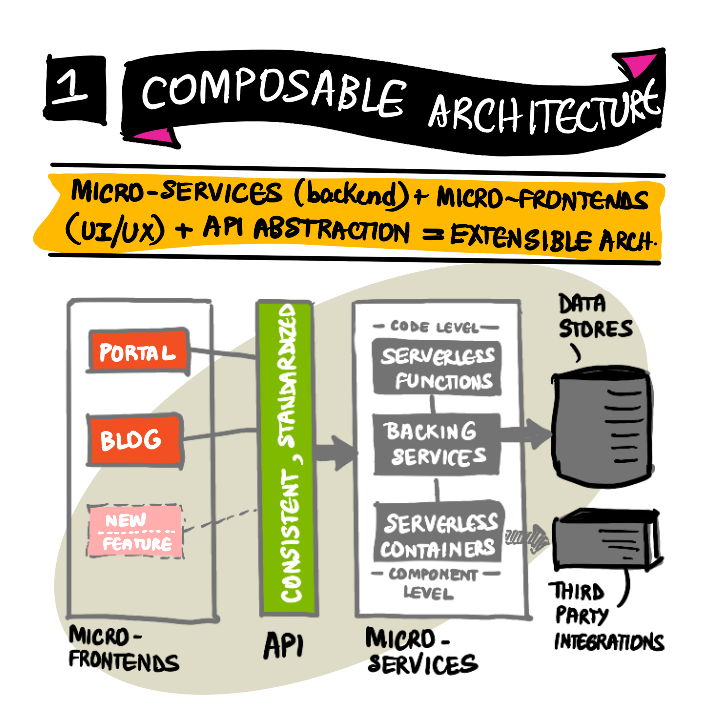 1
COMPOSABLE ARCHITECTURE
MICRO-SERVICES (backend) + MICRO-FRONTENDS
(UI/UX) + API ABSTRACTION = EXTENSIBLE ARCH.
PORTAL
BLOG
NEW
FEATURE
MICRO-
FRONTENDS
CONSISTENT, STANDARDIZED
API
— CODE LEVEL —
SERVERLESS
FUNCTIONS
BACKING
SERVICES
SERVERLESS
CONTAINERS
— COMPONENT —
LEVEL
MICRO-
SERVICES
DATA
STORES
THIRD
PARTY
INTEGRATIONS